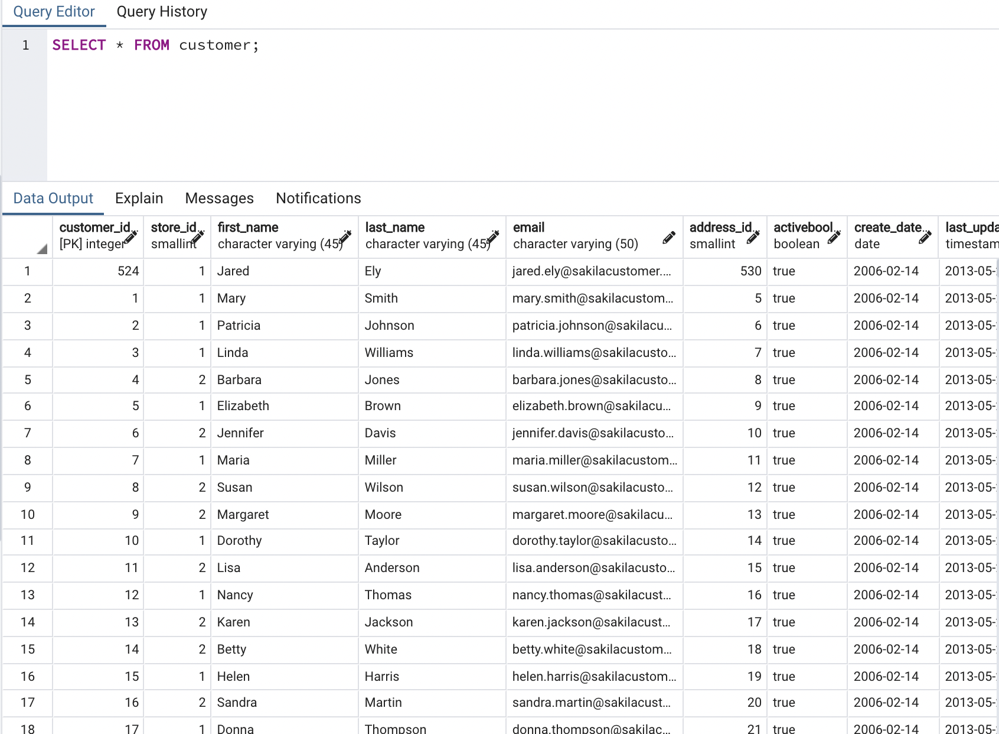 Query Editor Query History
1 SELECT * FROM customer;
Data Output Explain Messages Notifications
customer_id... store_id... first_name last_name email address_id... activebool... create_date... last_upda
[PK] integer smallint character varying (45) character varying (45) character varying (50) smallint boolean date timestam
1 524 1 Jared Ely jared.ely@sakilacustomer.... 530 true 2006-02-14 2013-05-
2 1 1 Mary Smith mary.smith@sakilacustom... 5 true 2006-02-14 2013-05-
3 2 1 Patricia Johnson patricia.johnson@sakilacu... 6 true 2006-02-14 2013-05-
4 3 1 Linda Williams linda.williams@sakilacusto... 7 true 2006-02-14 2013-05-
5 4 2 Barbara Jones barbara.jones@sakilacusto... 8 true 2006-02-14 2013-05-
6 5 1 Elizabeth Brown elizabeth.brown@sakilacu... 9 true 2006-02-14 2013-05-
7 6 2 Jennifer Davis jennifer.davis@sakilacusto... 10 true 2006-02-14 2013-05-
8 7 1 Maria Miller maria.miller@sakilacustom... 11 true 2006-02-14 2013-05-
9 8 2 Susan Wilson susan.wilson@sakilacusto... 12 true 2006-02-14 2013-05-
10 9 2 Margaret Moore margaret.moore@sakilacu... 13 true 2006-02-14 2013-05-
11 10 1 Dorothy Taylor dorothy.taylor@sakilacusto... 14 true 2006-02-14 2013-05-
12 11 2 Lisa Anderson lisa.anderson@sakilacusto... 15 true 2006-02-14 2013-05-
13 12 1 Nancy Thomas nancy.thomas@sakilacust... 16 true 2006-02-14 2013-05-
14 13 2 Karen Jackson karen.jackson@sakilacust... 17 true 2006-02-14 2013-05-
15 14 2 Betty White betty.white@sakilacustom... 18 true 2006-02-14 2013-05-
16 15 1 Helen Harris helen.harris@sakilacustom... 19 true 2006-02-14 2013-05-
17 16 2 Sandra Martin sandra.martin@sakilacust... 20 true 2006-02-14 2013-05-
18 17 1 Donna Thompson donna.thompson@sakilac... 21 true 2006-02-14 2013-05-